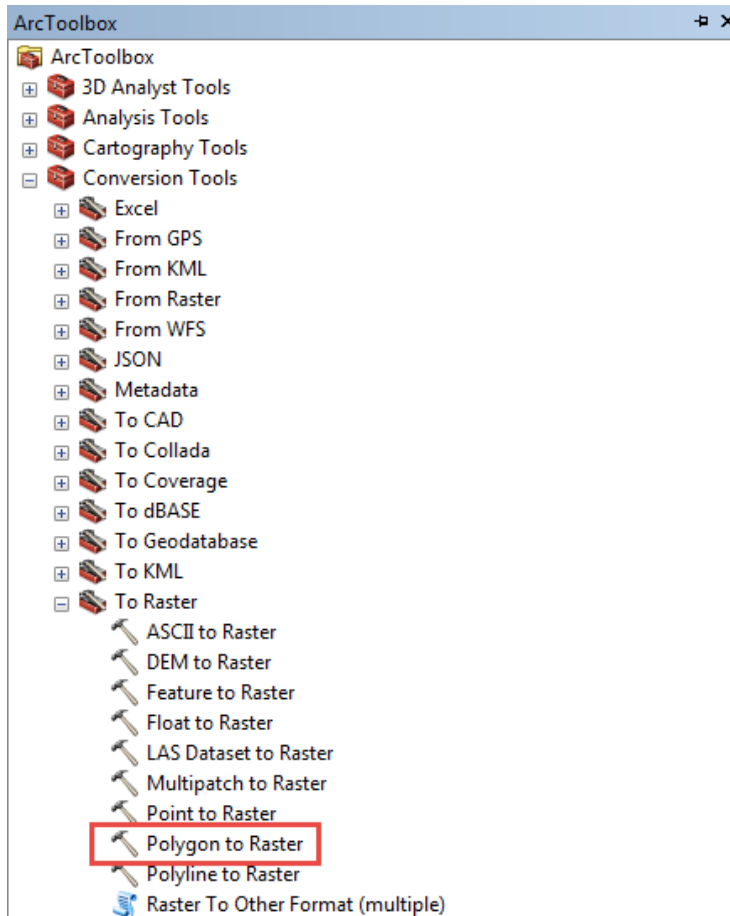 ArcToolbox
ArcToolbox
3D Analyst Tools
Analysis Tools
Cartography Tools
Conversion Tools
Excel
From GPS
From KML
From Raster
From WFS
JSON
Metadata
To CAD
To Collada
To Coverage
To dBASE
To Geodatabase
To KML
To Raster
ASCII to Raster
DEM to Raster
Feature to Raster
Float to Raster
LAS Dataset to Raster
Multipatch to Raster
Point to Raster
Polygon to Raster
Polyline to Raster
Raster To Other Format (multiple)